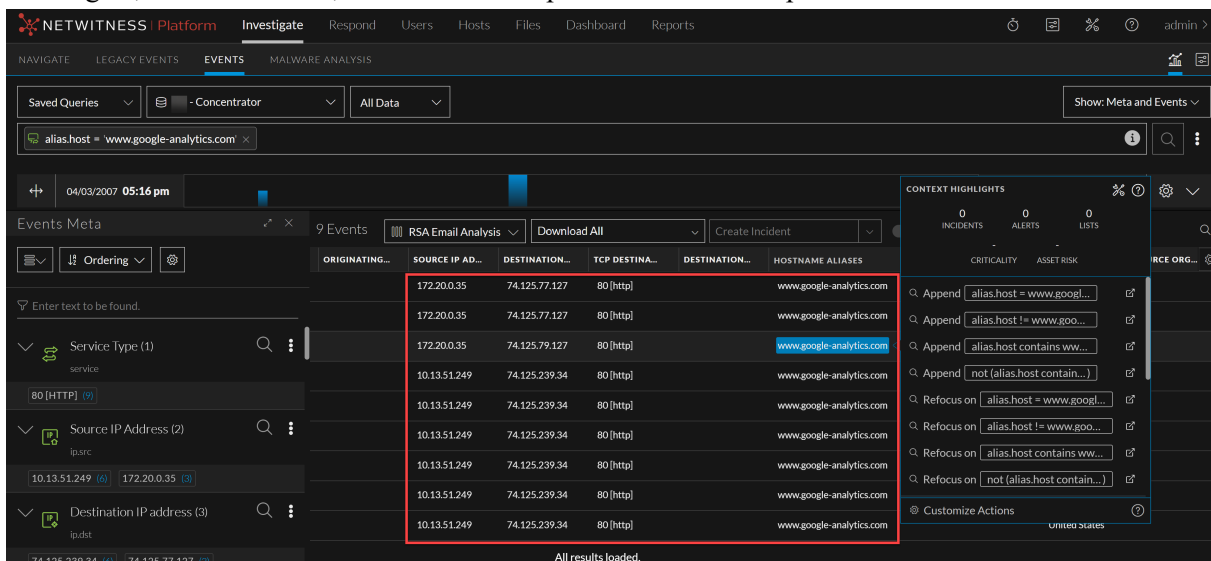 NETWITNESS | Platform Investigate Respond Users Hosts Files Dashboard Reports admin >
NAVIGATE LEGACY EVENTS EVENTS MALWARE ANALYSIS
Saved Queries - Concentrator All Data Show: Meta and Events
alias.host = 'www.google-analytics.com' ×
04/03/2007 05:16 pm
CONTEXT HIGHLIGHTS
0 0 0
INCIDENTS ALERTS LISTS
- -
CRITICALITY ASSET RISK
Append alias.host = www.googl...
Append alias.host != www.goo...
Append alias.host contains ww...
Append not (alias.host contain...)
Refocus on alias.host = www.googl...
Refocus on alias.host != www.goo...
Refocus on alias.host contains ww...
Refocus on not (alias.host contain...)
Customize Actions
Events Meta
Ordering
Enter text to be found.
Service Type (1)
service
80 [HTTP] (9)
Source IP Address (2)
ip.src
10.13.51.249 (6) 172.20.0.35 (3)
Destination IP address (3)
ip.dst
74.125.239.34 (6) 74.125.77.127 (2)
9 Events RSA Email Analysis Download All Create Incident
ORIGINATING... SOURCE IP AD... DESTINATION... TCP DESTINA... DESTINATION... HOSTNAME ALIASES RCE ORG...
172.20.0.35 74.125.77.127 80 [http] www.google-analytics.com
172.20.0.35 74.125.77.127 80 [http] www.google-analytics.com
172.20.0.35 74.125.79.127 80 [http] www.google-analytics.com
10.13.51.249 74.125.239.34 80 [http] www.google-analytics.com
10.13.51.249 74.125.239.34 80 [http] www.google-analytics.com
10.13.51.249 74.125.239.34 80 [http] www.google-analytics.com
10.13.51.249 74.125.239.34 80 [http] www.google-analytics.com
10.13.51.249 74.125.239.34 80 [http] www.google-analytics.com
10.13.51.249 74.125.239.34 80 [http] www.google-analytics.com
United States
All results loaded.